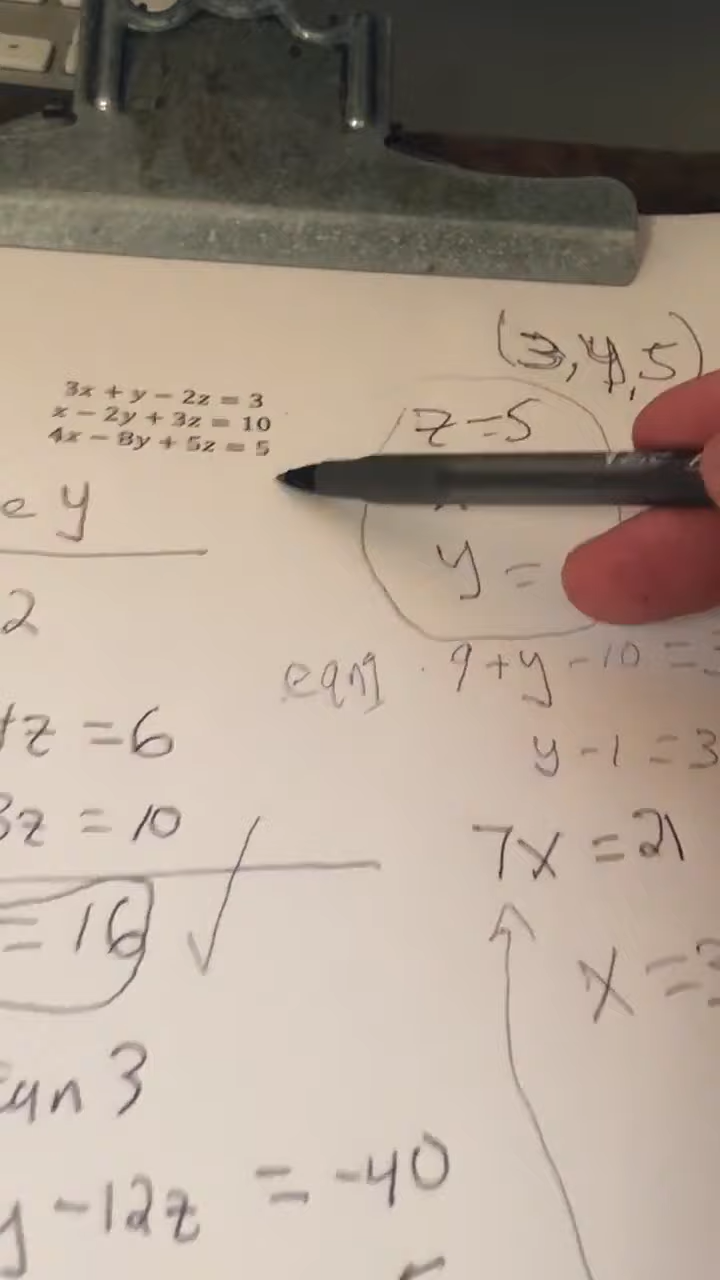 (3,4,5)
3x + y − 2z = 3
x − 2y + 3z = 10
4x − 8y + 5z = 5
z=5
y =
e y
2
z = 6
eqn1 9+y-10 =3
y-1=3
3z = 10
7x =21
= 16
x =3
eqn 3
y -12z = -40